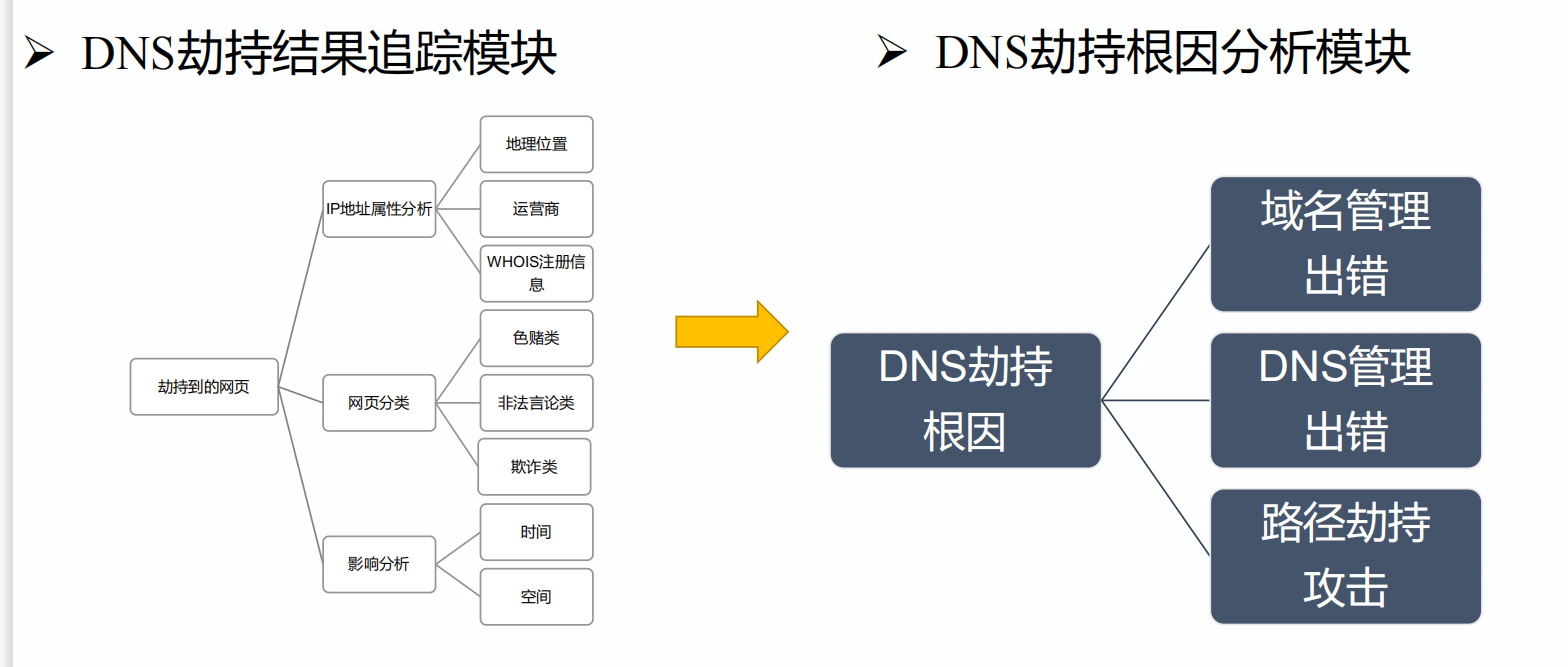 DNS劫持结果追踪模块
劫持到的网页
IP地址属性分析
地理位置
运营商
WHOIS注册信
息
网页分类
色赌类
非法言论类
欺诈类
影响分析
时间
空间
DNS劫持根因分析模块
DNS劫持
根因
域名管理
出错
DNS管理
出错
路径劫持
攻击